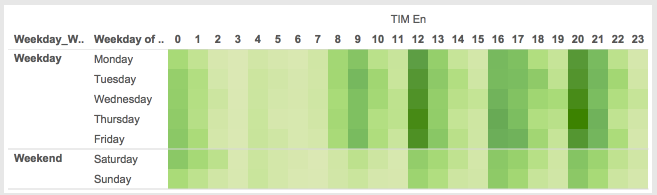 TIM En
Weekday_W.. Weekday of .. 0 1 2 3 4 5 6 7 8 9 10 11 12 13 14 15 16 17 18 19 20 21 22 23
Weekday Monday
Tuesday
Wednesday
Thursday
Friday
Weekend Saturday
Sunday